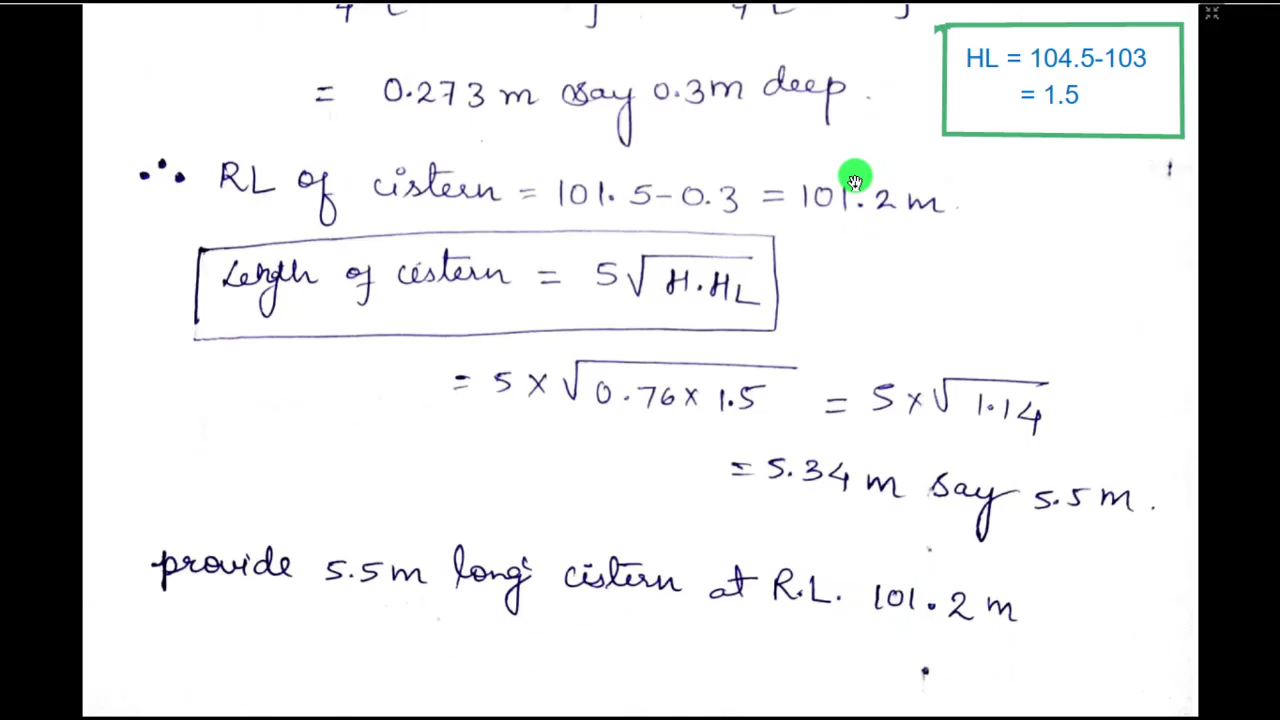 HL = 104.5-103
= 1.5
= 0.273 m say 0.3m deep.
∴ RL of cistern = 101.5-0.3 = 101.2 m.
Length of cistern = 5√H.HL
= 5 × √0.76 × 1.5 = 5 × √1.14
= 5.34 m say 5.5 m.
provide 5.5m long cistern at R.L. 101.2 m